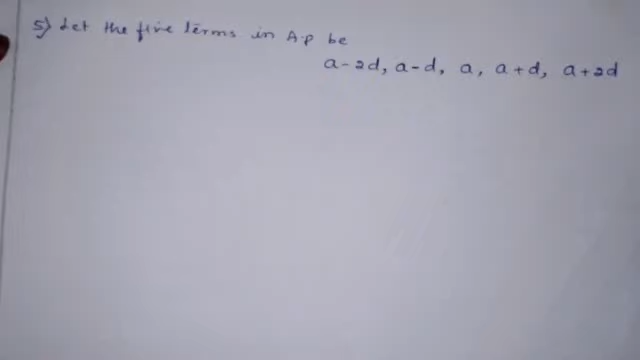 5) Let the five terms in A.P be
a-2d, a-d, a, a+d, a+2d